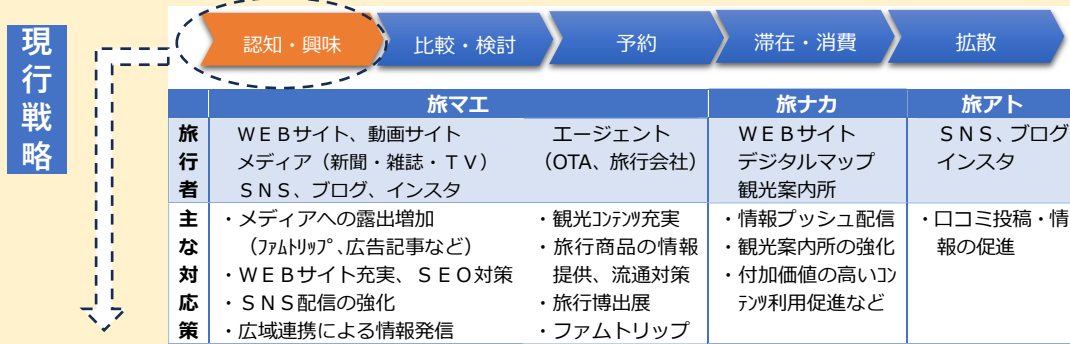 現行戦略
認知・興味
比較・検討
予約
滞在・消費
拡散
旅マエ
旅ナカ
旅アト
旅行者
ＷＥＢサイト、動画サイト
メディア（新聞・雑誌・ＴＶ）
ＳＮＳ、ブログ、インスタ
エージェント
（OTA、旅行会社）
ＷＥＢサイト
デジタルマップ
観光案内所
ＳＮＳ、ブログ
インスタ
主な対応策
・メディアへの露出増加
（ﾌｧﾑﾄﾘｯﾌﾟ、広告記事など）
・ＷＥＢサイト充実、ＳＥＯ対策
・ＳＮＳ配信の強化
・広域連携による情報発信
・観光ｺﾝﾃﾝﾂ充実
・旅行商品の情報
提供、流通対策
・旅行博出展
・ファムトリップ
・情報プッシュ配信
・観光案内所の強化
・付加価値の高いｺﾝ
ﾃﾝﾂ利用促進など
・口コミ投稿・情
報の促進